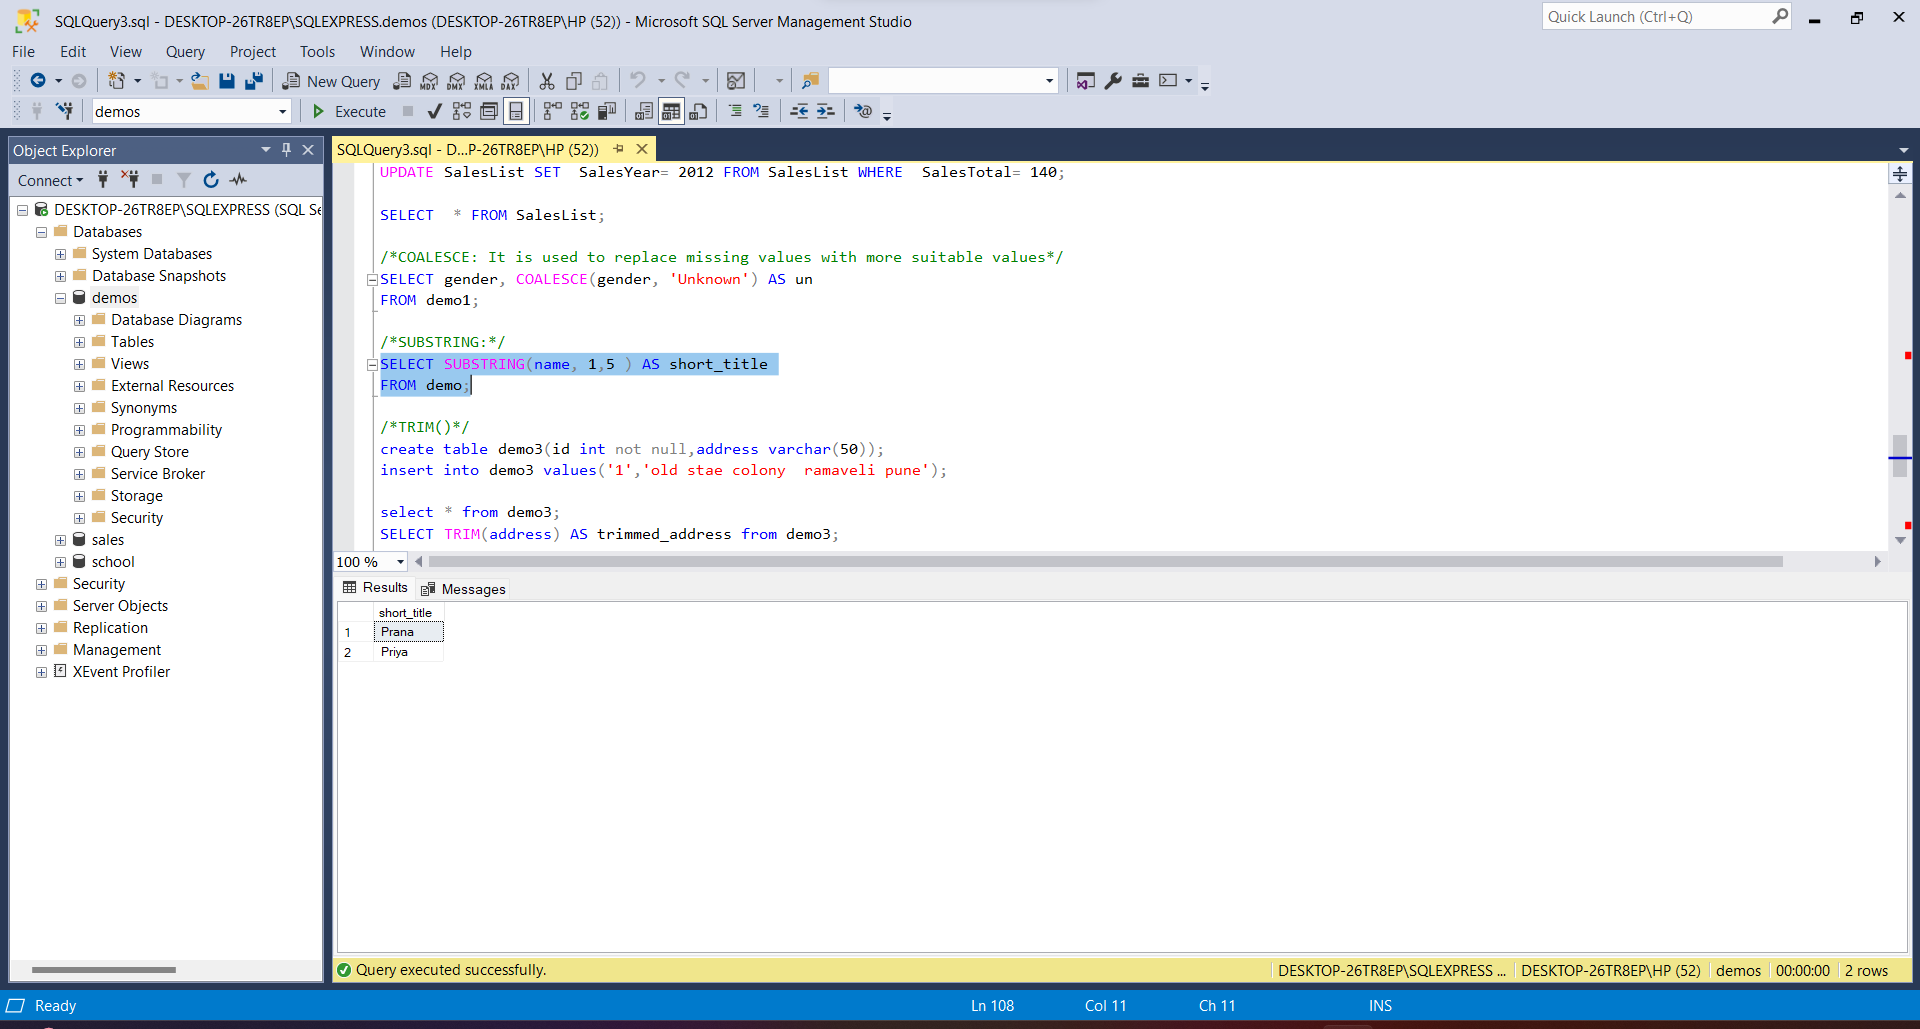 SQLQuery3.sql - DESKTOP-26TR8EP\SQLEXPRESS.demos (DESKTOP-26TR8EP\HP (52)) - Microsoft SQL Server Management Studio
Quick Launch (Ctrl+Q)
File Edit View Query Project Tools Window Help
New Query MDX DMX XMLA DAX
demos Execute
Object Explorer
SQLQuery3.sql - D...P-26TR8EP\HP (52))
Connect
DESKTOP-26TR8EP\SQLEXPRESS (SQL Se
Databases
System Databases
Database Snapshots
demos
Database Diagrams
Tables
Views
External Resources
Synonyms
Programmability
Query Store
Service Broker
Storage
Security
sales
school
Security
Server Objects
Replication
Management
XEvent Profiler
UPDATE SalesList SET  SalesYear= 2012 FROM SalesList WHERE  SalesTotal= 140;
SELECT  * FROM SalesList;
/*COALESCE: It is used to replace missing values with more suitable values*/
SELECT gender, COALESCE(gender, 'Unknown') AS un
FROM demo1;
/*SUBSTRING:*/
SELECT SUBSTRING(name, 1,5 ) AS short_title
FROM demo;
/*TRIM()*/
create table demo3(id int not null,address varchar(50));
insert into demo3 values('1','old stae colony  ramaveli pune');
select * from demo3;
SELECT TRIM(address) AS trimmed_address from demo3;
100 %
Results Messages
short_title
1 Prana
2 Priya
Query executed successfully.
DESKTOP-26TR8EP\SQLEXPRESS ... DESKTOP-26TR8EP\HP (52) demos 00:00:00 2 rows
Ready Ln 108 Col 11 Ch 11 INS